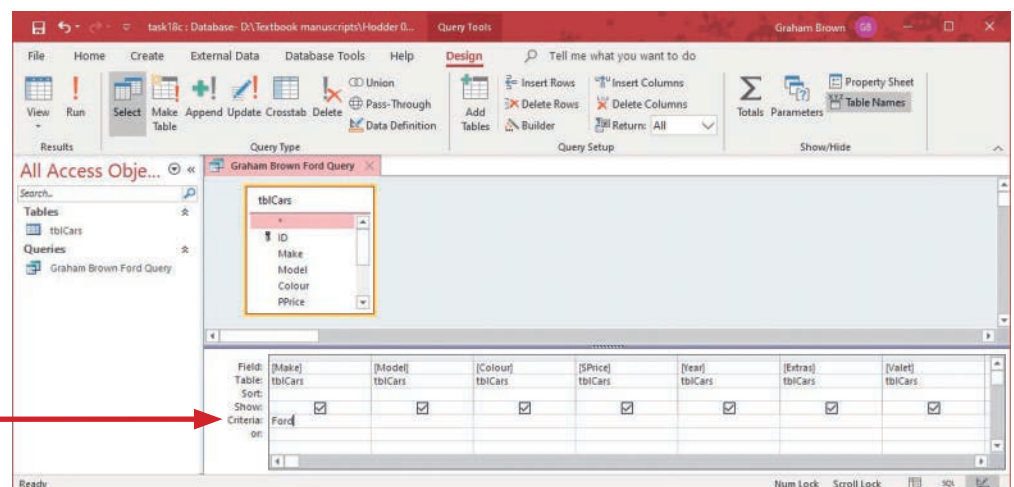 task18c : Database- D:\Textbook manuscripts\Hodder 0... Query Tools Graham Brown GB
File Home Create External Data Database Tools Help Design Tell me what you want to do
View Run Select Make Table Append Update Crosstab Delete
Union
Pass-Through
Data Definition
Add Tables
Insert Rows
Delete Rows
Builder
Insert Columns
Delete Columns
Return: All
Totals Parameters
Property Sheet
XYZ Table Names
Results Query Type Query Setup Show/Hide
All Access Obje... «
Search...
Tables
tblCars
Queries
Graham Brown Ford Query
Graham Brown Ford Query
tblCars
*
ID
Make
Model
Colour
PPrice
Field: [Make] [Model] [Colour] [SPrice] [Year] [Extras] [Valet]
Table: tblCars tblCars tblCars tblCars tblCars tblCars tblCars
Sort:
Show:
Criteria: Ford
or:
Ready Num Lock Scroll Lock SQL